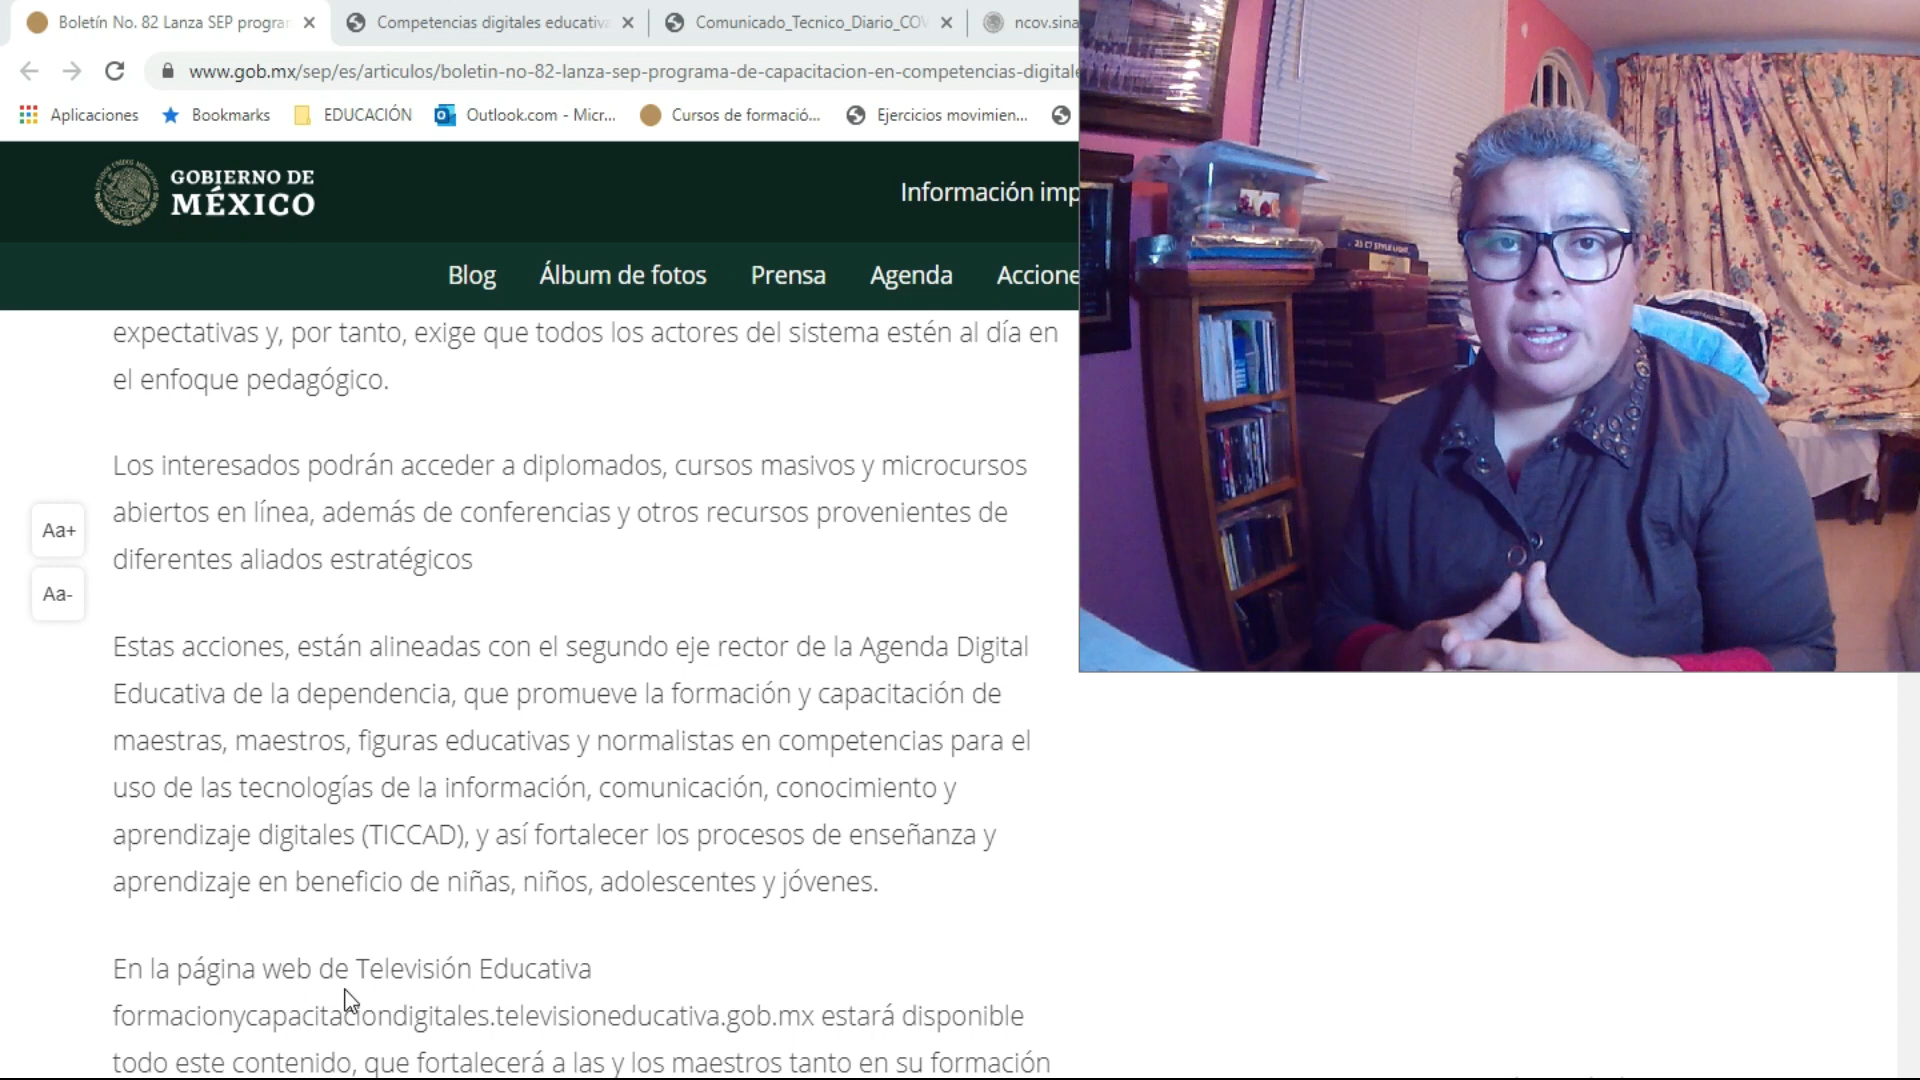 Boletín No. 82 Lanza SEP progra
Competencias digitales educativ
Comunicado_Tecnico_Diario_CO
ncov.sina
www.gob.mx/sep/es/articulos/boletin-no-82-lanza-sep-programa-de-capacitacion-en-competencias-digitale
Aplicaciones
Bookmarks
EDUCACIÓN
Outlook.com - Micr...
Cursos de formació...
Ejercicios movimien...
GOBIERNO DE
MÉXICO
Información imp
Blog
Álbum de fotos
Prensa
Agenda
Accione
expectativas y, por tanto, exige que todos los actores del sistema estén al día en
el enfoque pedagógico.
Los interesados podrán acceder a diplomados, cursos masivos y microcursos
abiertos en línea, además de conferencias y otros recursos provenientes de
diferentes aliados estratégicos
Aa+
Aa-
Estas acciones, están alineadas con el segundo eje rector de la Agenda Digital
Educativa de la dependencia, que promueve la formación y capacitación de
maestras, maestros, figuras educativas y normalistas en competencias para el
uso de las tecnologías de la información, comunicación, conocimiento y
aprendizaje digitales (TICCAD), y así fortalecer los procesos de enseñanza y
aprendizaje en beneficio de niñas, niños, adolescentes y jóvenes.
En la página web de Televisión Educativa
formacionycapacitaciondigitales.televisioneducativa.gob.mx estará disponible
todo este contenido, que fortalecerá a las y los maestros tanto en su formación